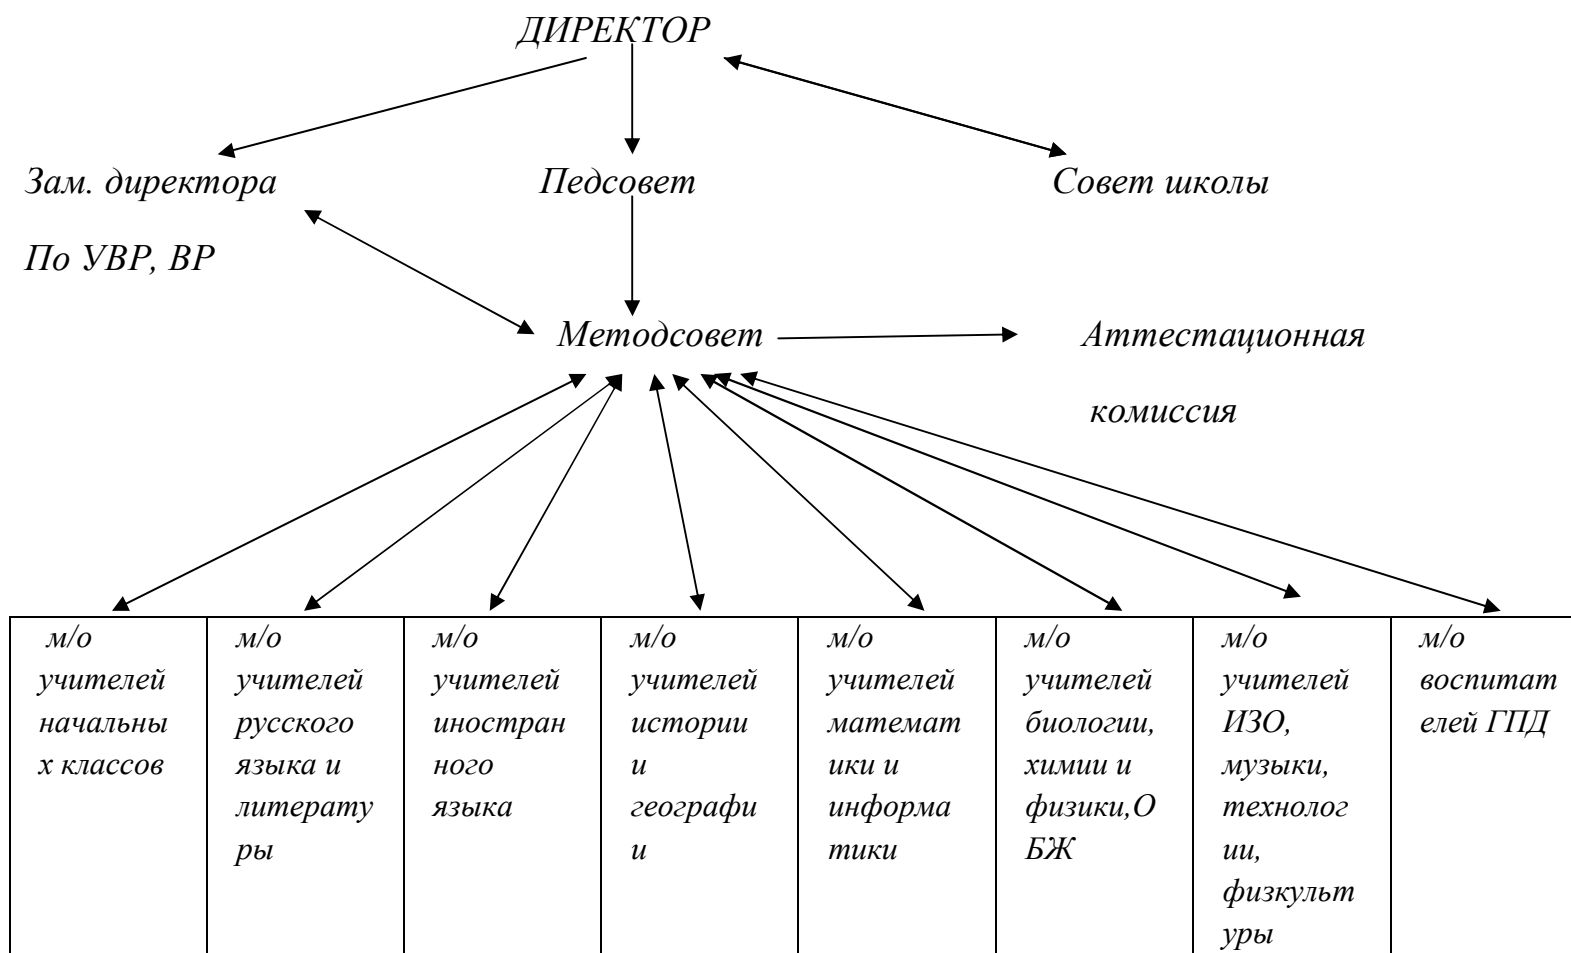 ДИРЕКТОР
Зам. директора
Педсовет
Совет школы
По УВР, ВР
Методсовет
Аттестационная
комиссия
м/о
учителей
начальны
х классов
м/о
учителей
русского
языка и
литерату
ры
м/о
учителей
иностран
ного
языка
м/о
учителей
истории
и
географи
и
м/о
учителей
математ
ики и
информа
тики
м/о
учителей
биологии,
химии и
физики,О
БЖ
м/о
учителей
ИЗО,
музыки,
технолог
ии,
физкульт
уры
м/о
воспитат
елей ГПД